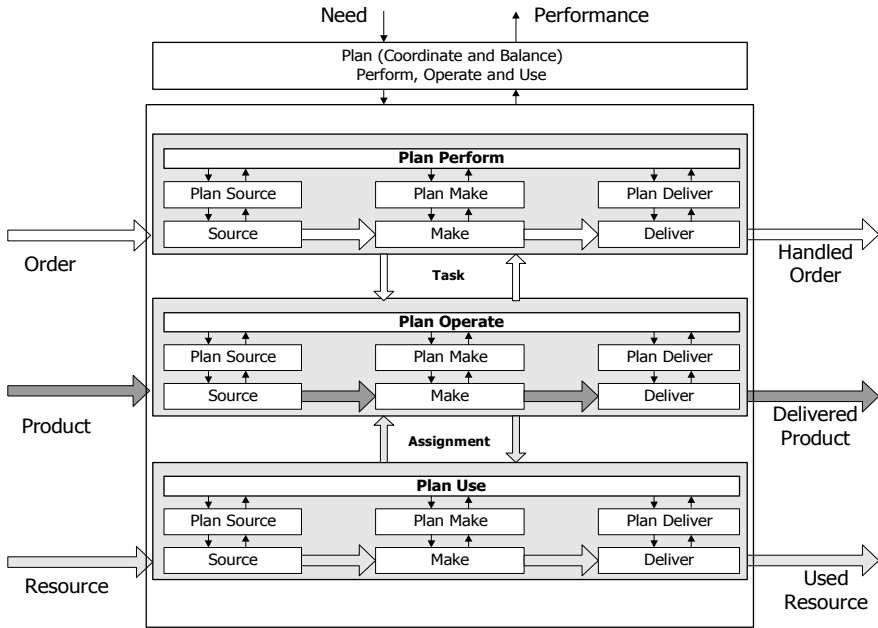 Need
Performance
Plan (Coordinate and Balance)
Perform, Operate and Use
Plan Perform
Plan Source
Plan Make
Plan Deliver
Source
Make
Deliver
Order
Handled
Order
Task
Plan Operate
Plan Source
Plan Make
Plan Deliver
Source
Make
Deliver
Product
Delivered
Product
Assignment
Plan Use
Plan Source
Plan Make
Plan Deliver
Source
Make
Deliver
Resource
Used
Resource